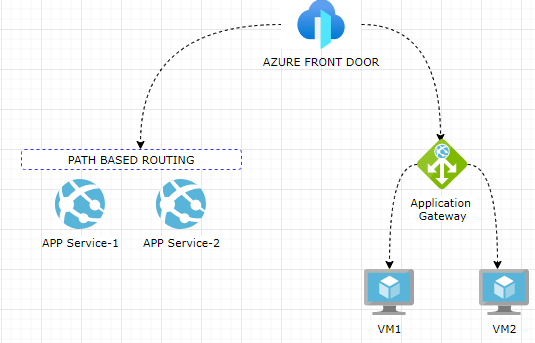 AZURE FRONT DOOR
PATH BASED ROUTING
APP Service-1
APP Service-2
Application
Gateway
VM1
VM2